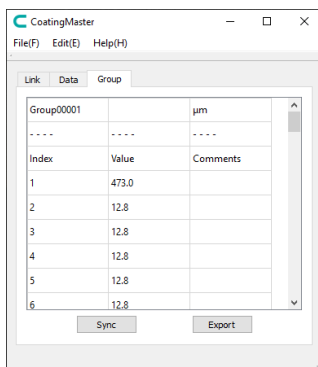 CoatingMaster
File(F) Edit(E) Help(H)
Link Data Group
Group00001 µm
- - - - - - - - - - - -
Index Value Comments
1 473.0
2 12.8
3 12.8
4 12.8
5 12.8
6 12.8
Sync Export